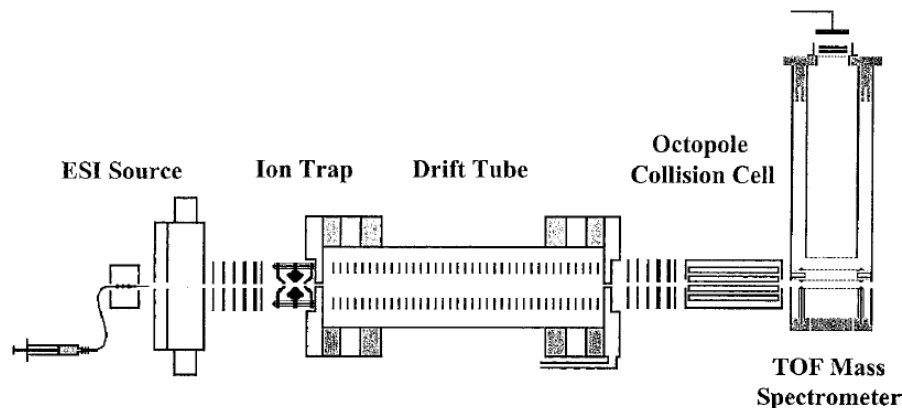 ESI Source
Ion Trap
Drift Tube
Octopole
Collision Cell
TOF Mass
Spectrometer